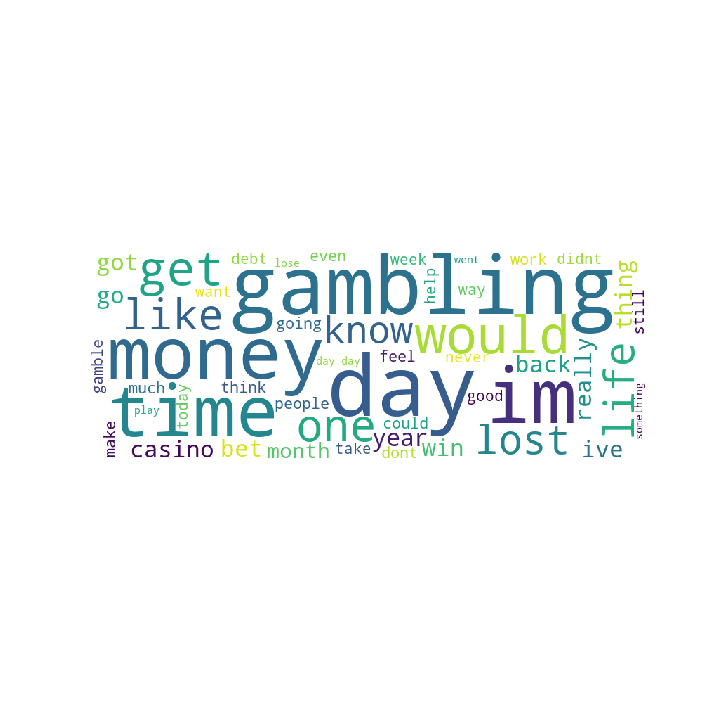 got
get
debt
lose
even
week
went
work
didnt
go
want
gambling
help
way
thing
still
like
going
know
would
gamble
money
day day
feel
never
back
really
life
much
think
day
good
im
today
time
play
people
one
could
year
something
make
casino
bet
month
take
dont
win
lost
ive